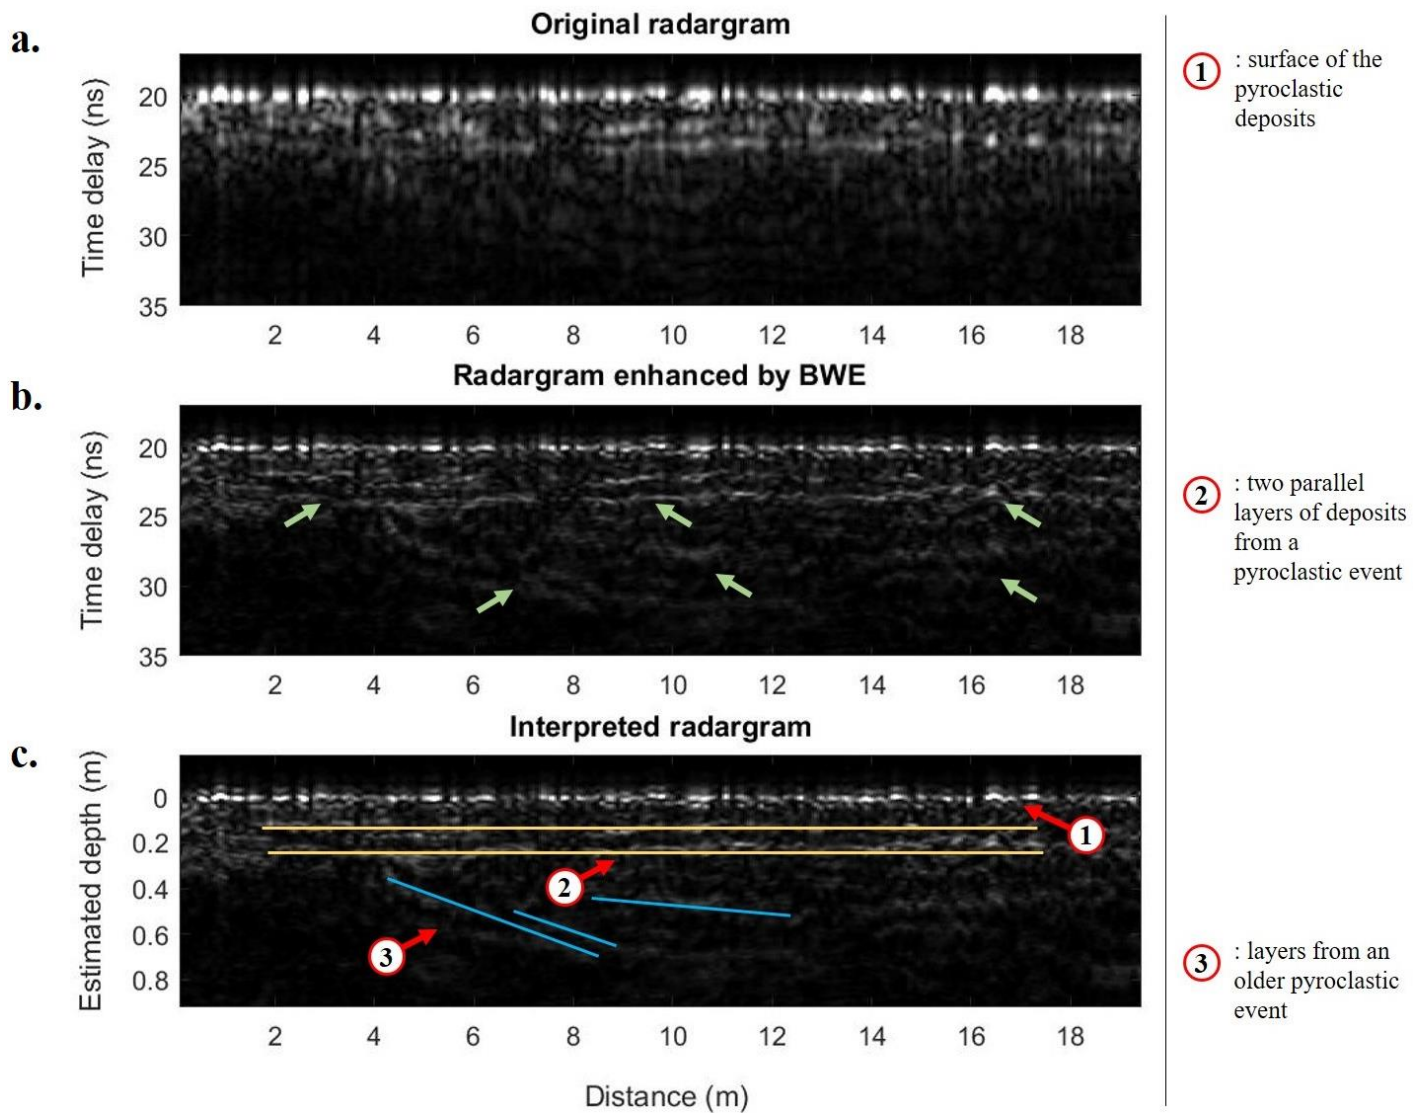 a.
Original radargram
Time delay (ns)
20
25
30
35
2 4 6 8 10 12 14 16 18
1 : surface of the
pyroclastic
deposits
b.
Radargram enhanced by BWE
Time delay (ns)
20
25
30
35
2 4 6 8 10 12 14 16 18
2 : two parallel
layers of deposits
from a
pyroclastic event
c.
Interpreted radargram
Estimated depth (m)
0
0.2
0.4
0.6
0.8
1
2
3
2 4 6 8 10 12 14 16 18
Distance (m)
3 : layers from an
older pyroclastic
event